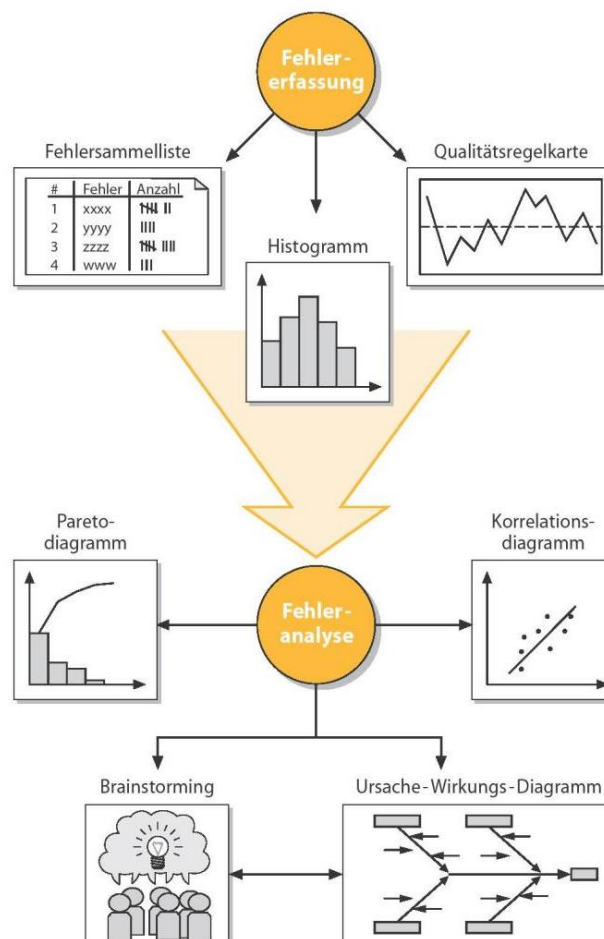 Fehler-
erfassung
Fehlersammelliste
# Fehler Anzahl
1 xxxx
2 yyyy
3 zzzz
4 www
Histogramm
Qualitätsregelkarte
Pareto-
diagramm
Fehler-
analyse
Korrelations-
diagramm
Brainstorming
Ursache-Wirkungs-Diagramm